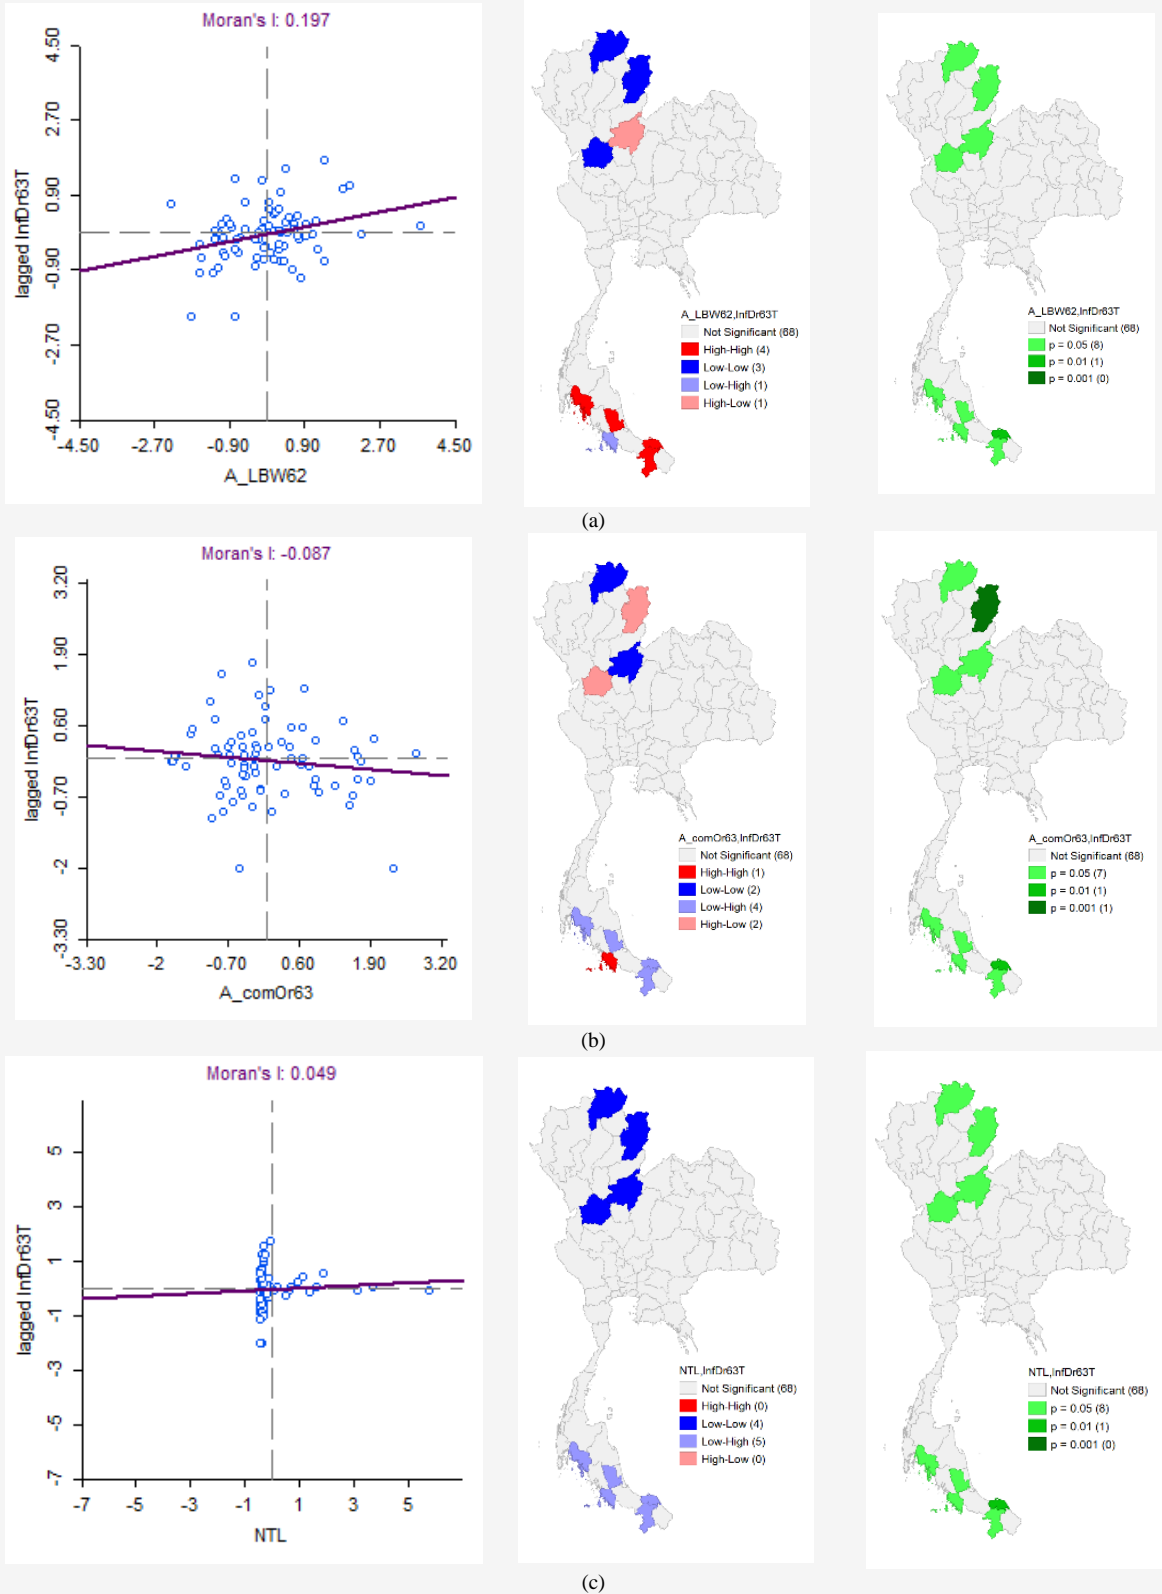 Moran's I: 0.197
lagged InfDr63T
4.50
2.70
0.90
-0.90
-2.70
-4.50
-4.50 -2.70 -0.90 0.90 2.70 4.50
A_LBW62
A_LBW62,InfDr63T
Not Significant (68)
High-High (4)
Low-Low (3)
Low-High (1)
High-Low (1)
A_LBW62,InfDr63T
Not Significant (68)
p = 0.05 (8)
p = 0.01 (1)
p = 0.001 (0)
(a)
Moran's I: -0.087
lagged InfDr63T
3.20
1.90
0.60
-0.70
-2
-3.30
-3.30 -2 -0.70 0.60 1.90 3.20
A_comOr63
A_comOr63,InfDr63T
Not Significant (68)
High-High (1)
Low-Low (2)
Low-High (4)
High-Low (2)
A_comOr63,InfDr63T
Not Significant (68)
p = 0.05 (7)
p = 0.01 (1)
p = 0.001 (1)
(b)
Moran's I: 0.049
lagged InfDr63T
5
3
1
-1
-3
-5
-7
-7 -5 -3 -1 1 3 5
NTL
NTL,InfDr63T
Not Significant (68)
High-High (0)
Low-Low (4)
Low-High (5)
High-Low (0)
NTL,InfDr63T
Not Significant (68)
p = 0.05 (8)
p = 0.01 (1)
p = 0.001 (0)
(c)